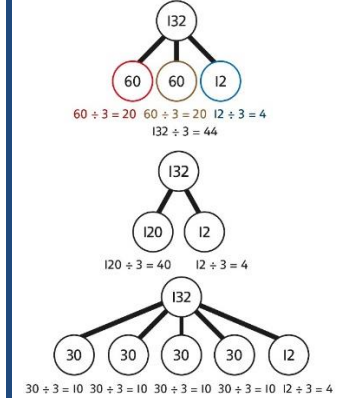 132
60 60 12
60 ÷ 3 = 20 60 ÷ 3 = 20 12 ÷ 3 = 4
132 ÷ 3 = 44
132
120 12
120 ÷ 3 = 40 12 ÷ 3 = 4
132
30 30 30 30 12
30 ÷ 3 = 10 30 ÷ 3 = 10 30 ÷ 3 = 10 30 ÷ 3 = 10 12 ÷ 3 = 4